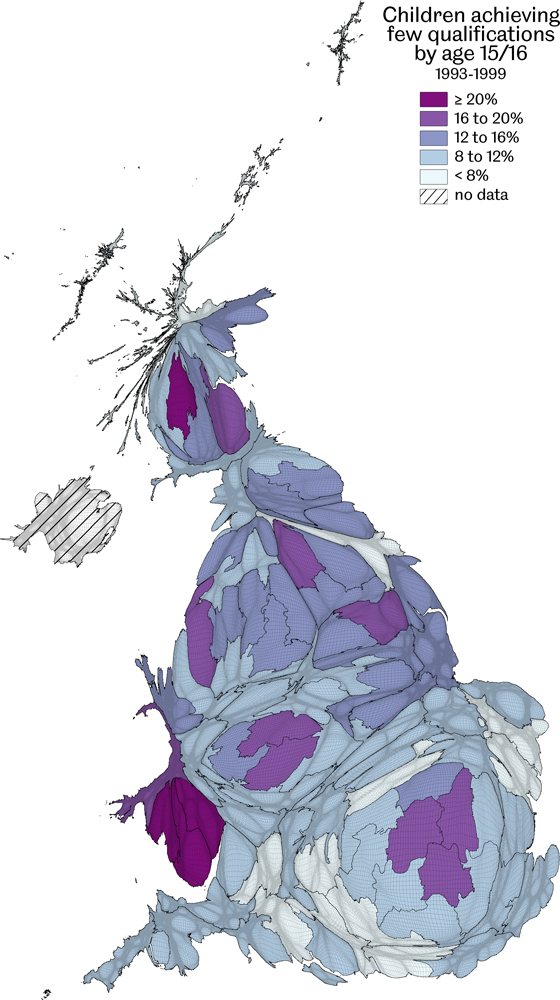 Children achieving
few qualifications
by age 15/16
1993-1999
≥ 20%
16 to 20%
12 to 16%
8 to 12%
< 8%
no data